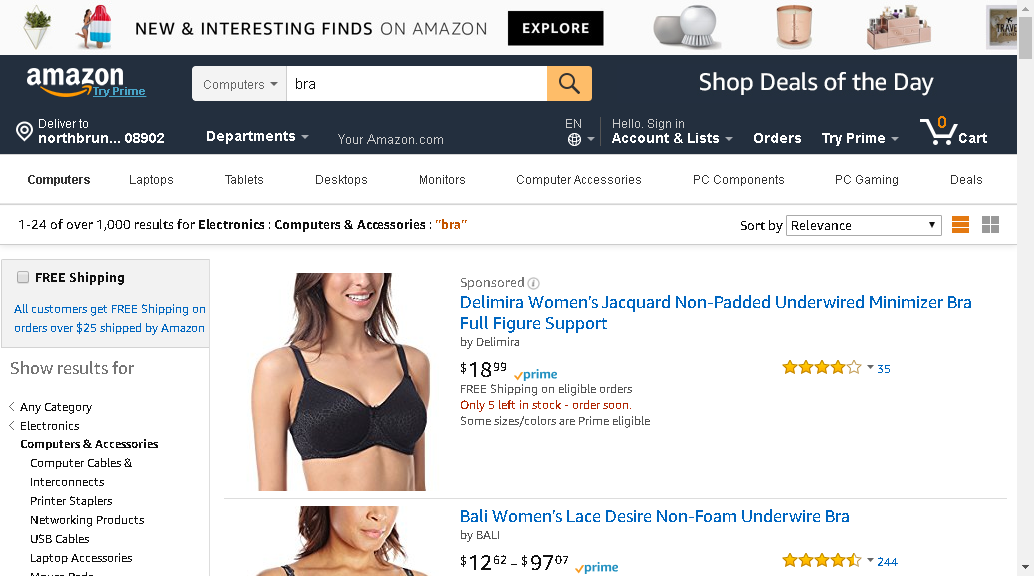 NEW & INTERESTING FINDS ON AMAZON EXPLORE
amazon
Try Prime
Computers
bra
Shop Deals of the Day
Deliver to
northbrun... 08902
Departments
Your Amazon.com
EN
Hello. Sign in
Account & Lists
Orders
Try Prime
0
Cart
Computers Laptops Tablets Desktops Monitors Computer Accessories PC Components PC Gaming Deals
1-24 of over 1,000 results for Electronics : Computers & Accessories : "bra"
Sort by Relevance
FREE Shipping
All customers get FREE Shipping on
orders over $25 shipped by Amazon
Show results for
Any Category
Electronics
Computers & Accessories
Computer Cables &
Interconnects
Printer Staplers
Networking Products
USB Cables
Laptop Accessories
Mouse Pads
Sponsored
Delimira Women's Jacquard Non-Padded Underwired Minimizer Bra
Full Figure Support
by Delimira
$18 99 prime
35
FREE Shipping on eligible orders
Only 5 left in stock - order soon.
Some sizes/colors are Prime eligible
Bali Women's Lace Desire Non-Foam Underwire Bra
by BALI
$12 62 - $97 07 prime
244